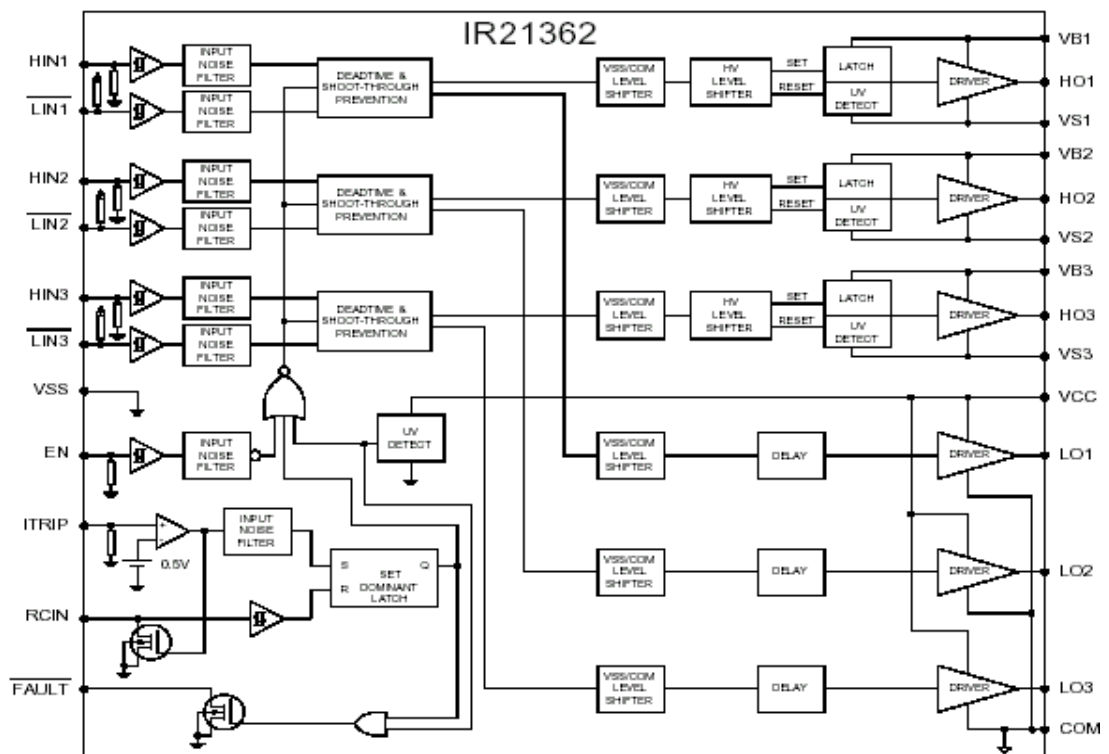 IR21362
HIN1
INPUT
NOISE
FILTER
DEADTIME &
SHOOT-THROUGH
PREVENTION
VSS/COM
LEVEL
SHIFTER
HV
LEVEL
SHIFTER
SET
RESET
LATCH
UV
DETECT
DRIVER
VB1
HO1
VS1
LIN1
INPUT
NOISE
FILTER
HIN2
INPUT
NOISE
FILTER
DEADTIME &
SHOOT-THROUGH
PREVENTION
VSS/COM
LEVEL
SHIFTER
HV
LEVEL
SHIFTER
SET
RESET
LATCH
UV
DETECT
DRIVER
VB2
HO2
VS2
LIN2
INPUT
NOISE
FILTER
HIN3
INPUT
NOISE
FILTER
DEADTIME &
SHOOT-THROUGH
PREVENTION
VSS/COM
LEVEL
SHIFTER
HV
LEVEL
SHIFTER
SET
RESET
LATCH
UV
DETECT
DRIVER
VB3
HO3
VS3
LIN3
INPUT
NOISE
FILTER
VSS
VCC
EN
INPUT
NOISE
FILTER
UV
DETECT
VSS/COM
LEVEL
SHIFTER
DELAY
DRIVER
LO1
ITRIP
+
-
0.5V
INPUT
NOISE
FILTER
S
R
Q
SET
DOMINANT
LATCH
VSS/COM
LEVEL
SHIFTER
DELAY
DRIVER
LO2
RCIN
FAULT
VSS/COM
LEVEL
SHIFTER
DELAY
DRIVER
LO3
COM